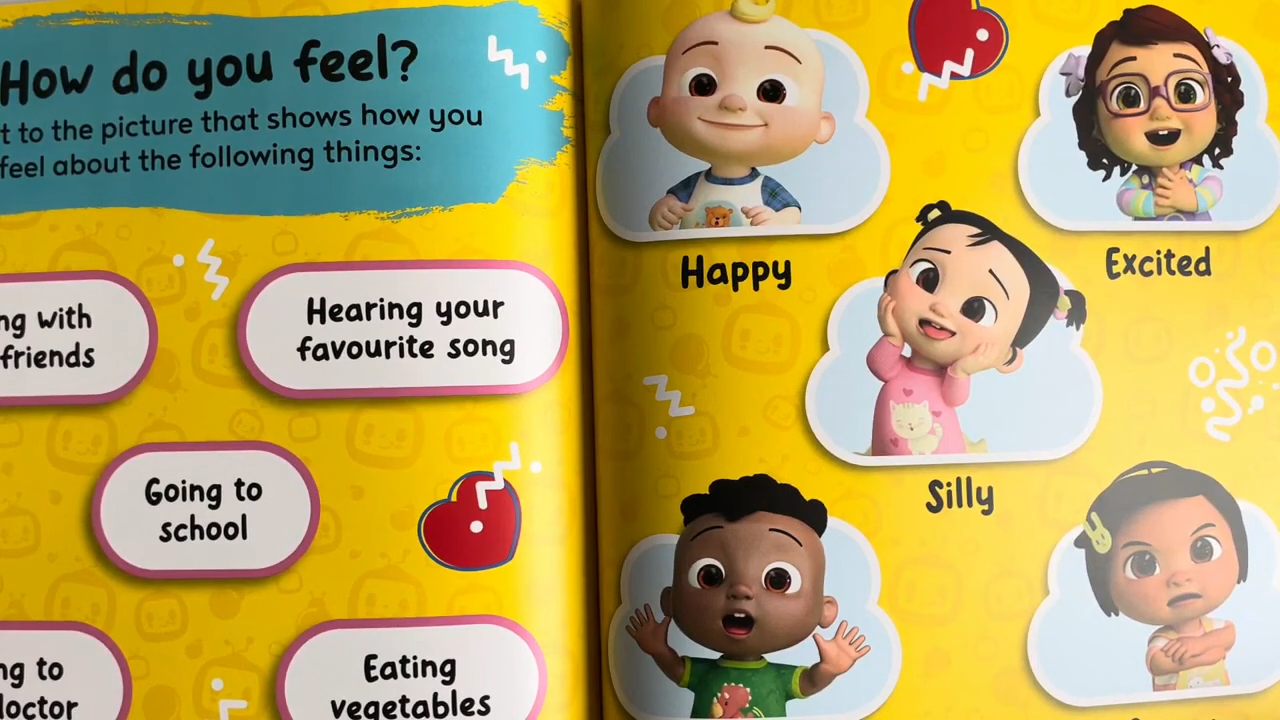 How do you feel?
t to the picture that shows how you
feel about the following things:
ng with
friends
Hearing your
favourite song
Going to
school
ng to
doctor
Eating
vegetables
Happy
Excited
Silly